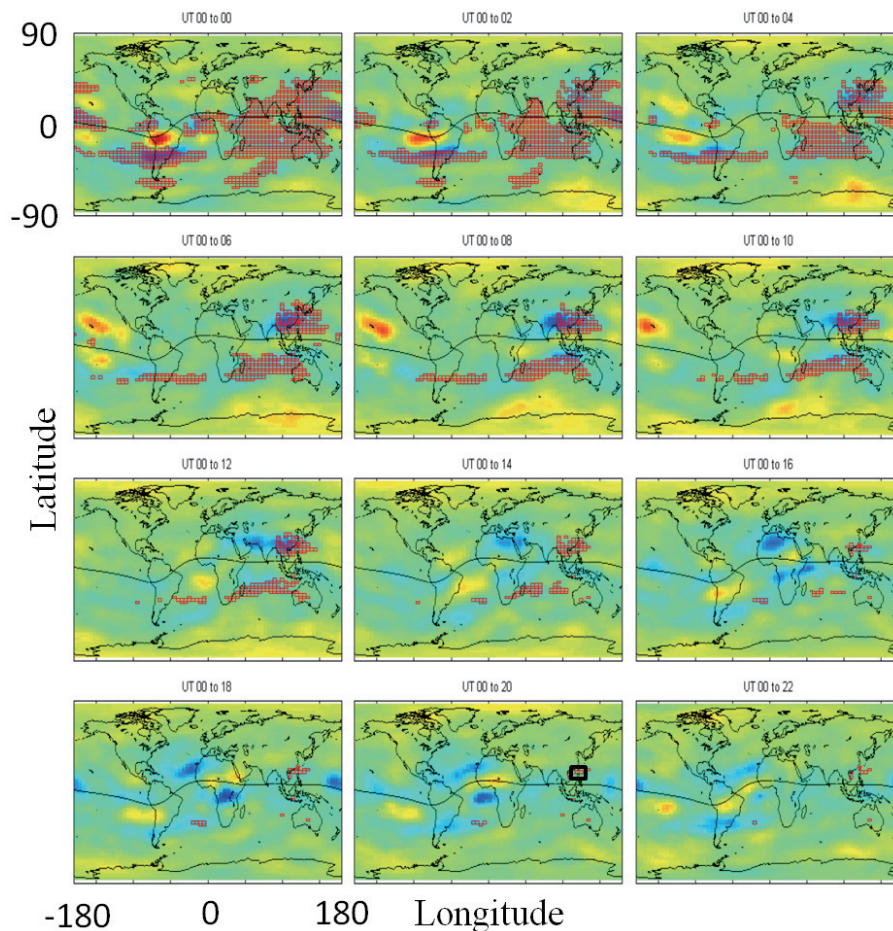 UT 00 to 00
UT 00 to 02
UT 00 to 04
90
0
-90
UT 00 to 06
UT 00 to 08
UT 00 to 10
Latitude
UT 00 to 12
UT 00 to 14
UT 00 to 16
UT 00 to 18
UT 00 to 20
UT 00 to 22
-180 0 180 Longitude